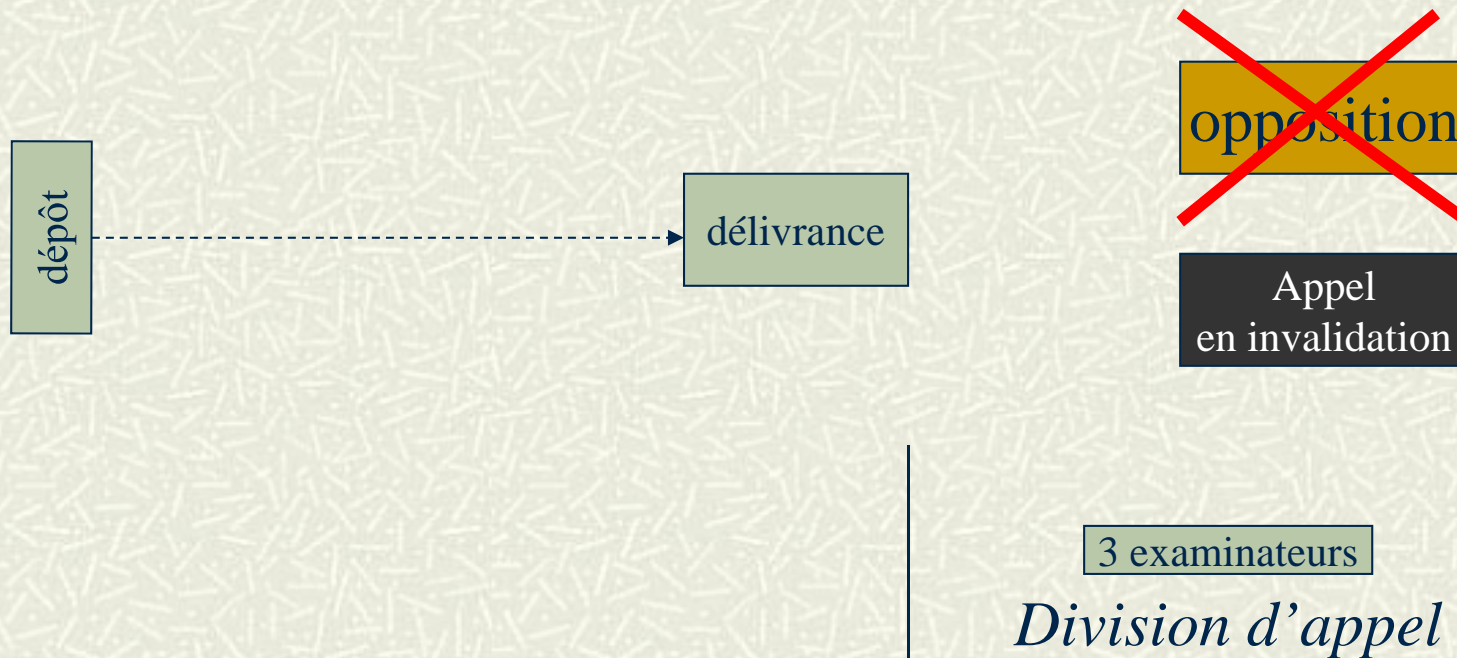 opposition
dépôt
délivrance
Appel
en invalidation
3 examinateurs
Division d’appel